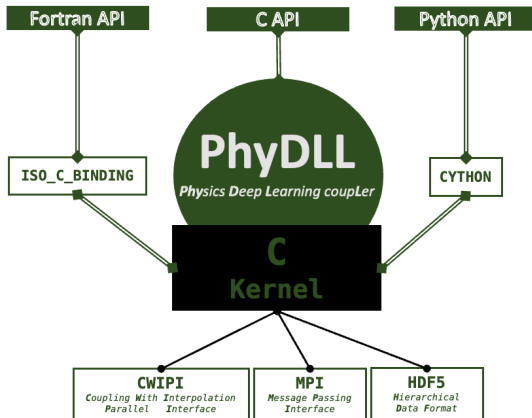 Fortran API
C API
Python API
PhyDLL
Physics Deep Learning coupLer
ISO_C_BINDING
CYTHON
C
Kernel
CWIPI
Coupling With Interpolation
Parallel Interface
MPI
Message Passing
Interface
HDF5
Hierarchical
Data Format